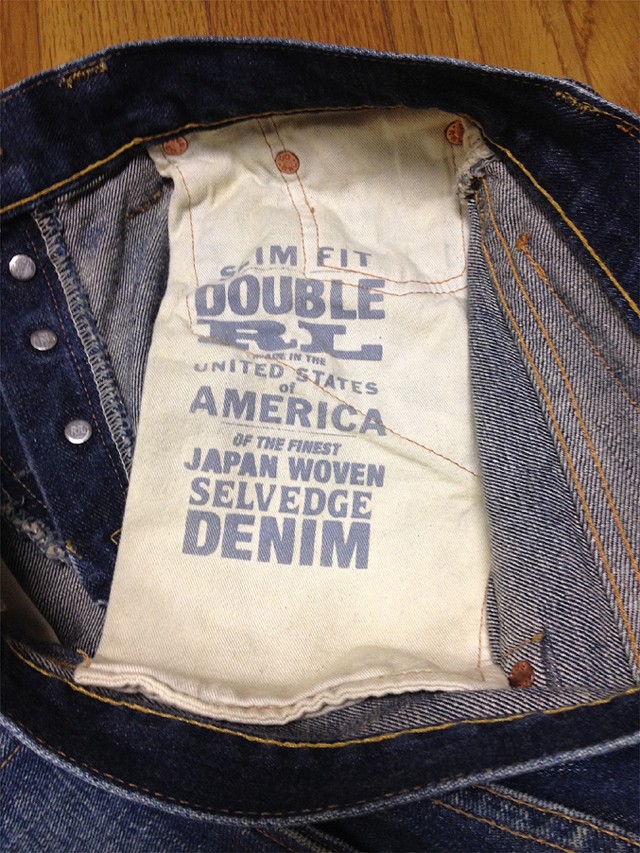 SLIM FIT
DOUBLE
RL
MADE IN THE
UNITED STATES
of
AMERICA
OF THE FINEST
JAPAN WOVEN
SELVEDGE
DENIM